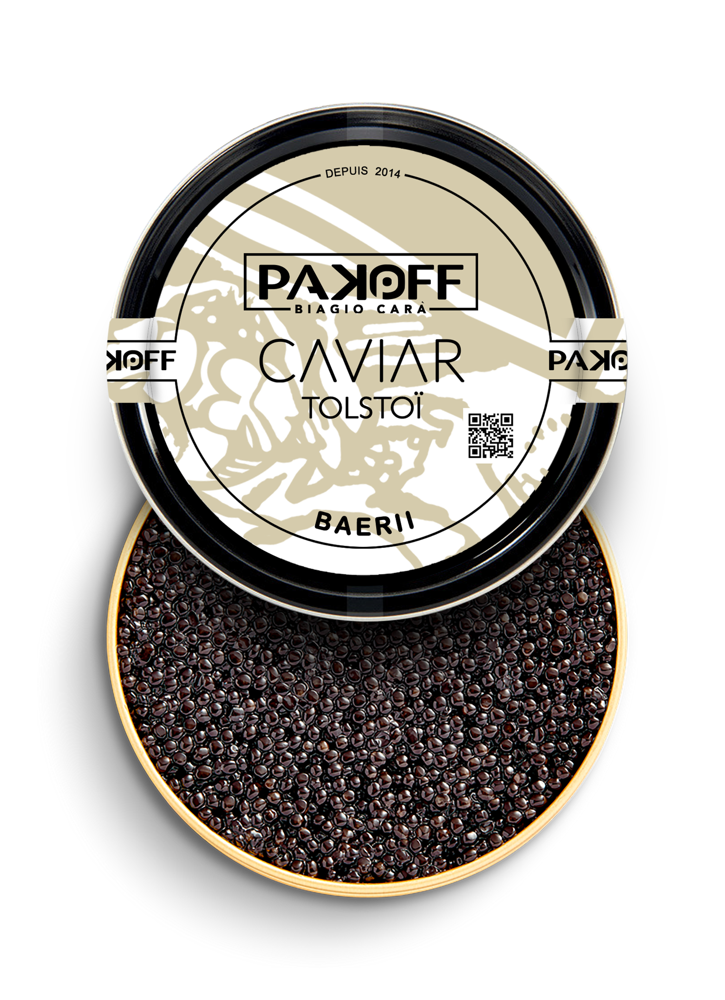 DEPUIS 2014
PAKOFF
BIAGIO CARÀ
CAVIAR
TOLSTOÏ
KOFF
PAKO
BAERII